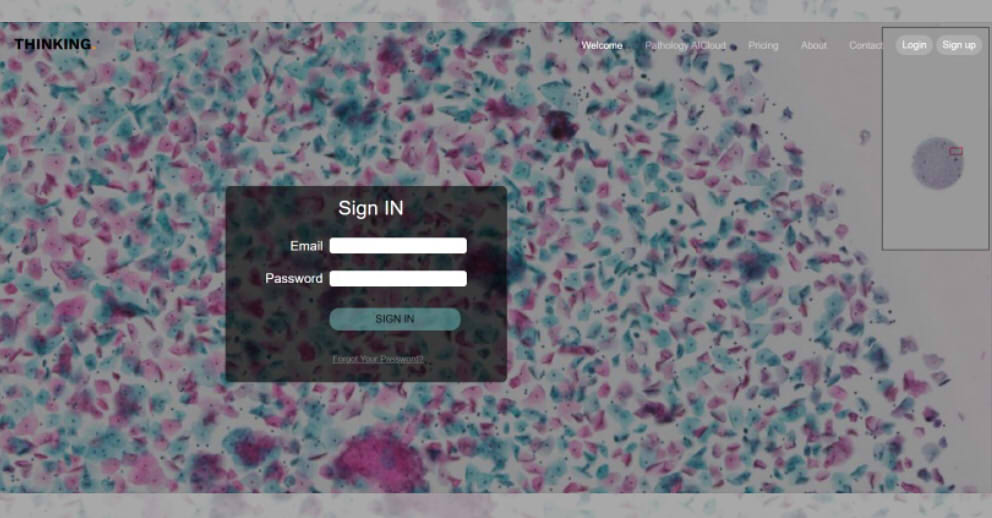 THINKING.
Welcome Pathology AICloud Pricing About Contact Login Sign up
Sign IN
Email
Password
SIGN IN
Forgot Your Password?